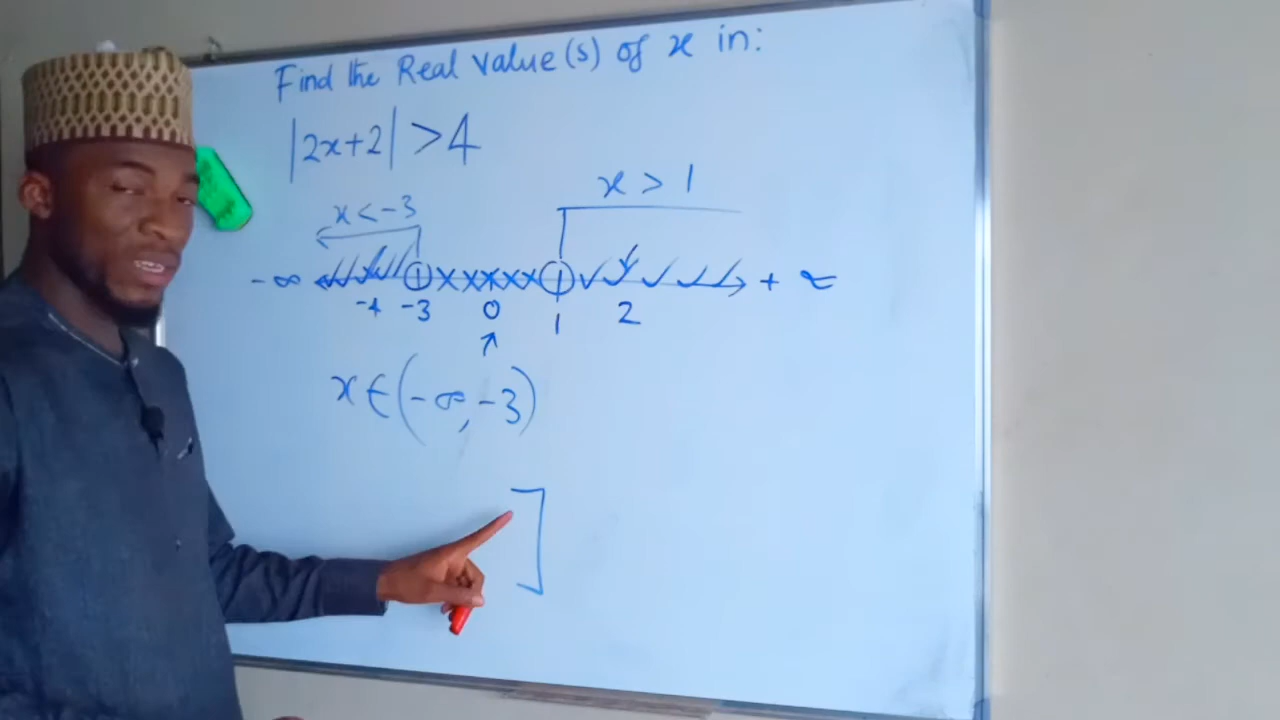 Find the Real value(s) of x in:
|2x+2| > 4
x > 1
x < -3
-∞ + ∞
-4 -3 0 1 2
x ∈ (-∞, -3)
]